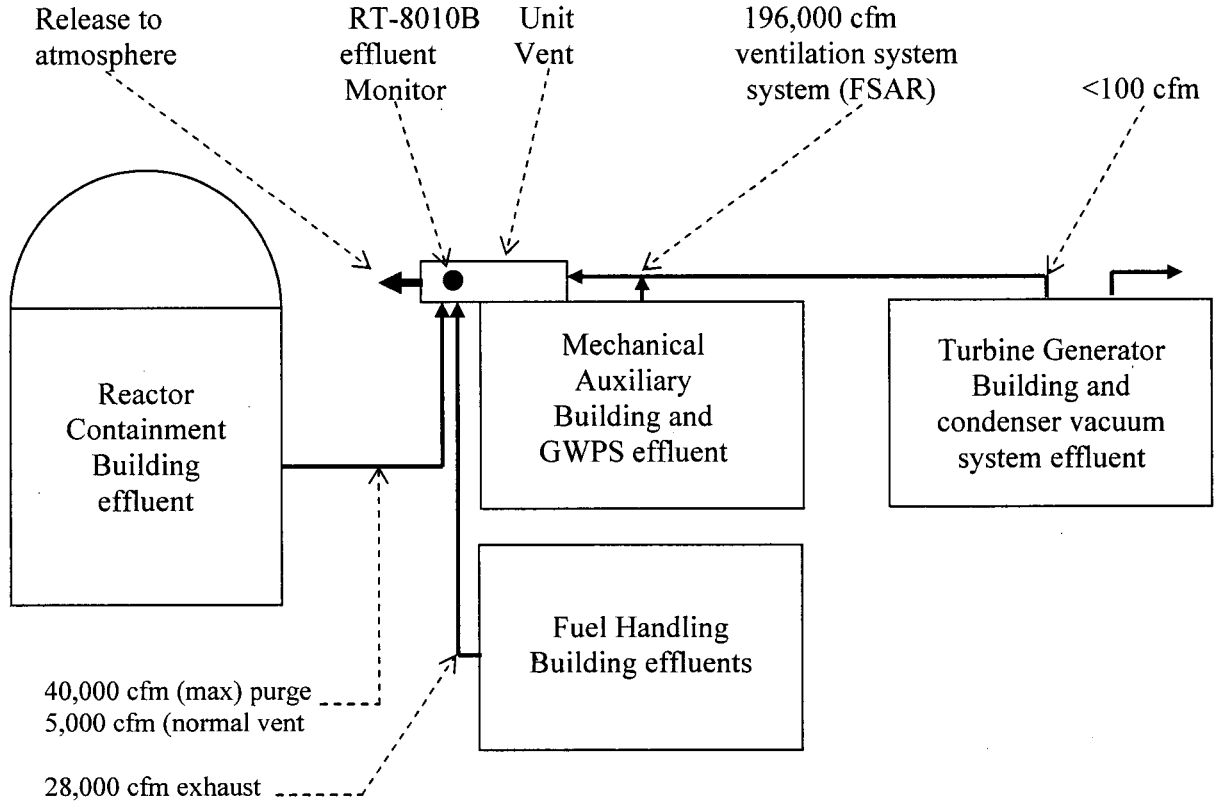 Release to
atmosphere
RT-8010B
effluent
Monitor
Unit
Vent
196,000 cfm
ventilation system
system (FSAR)
<100 cfm
Reactor
Containment
Building
effluent
Mechanical
Auxiliary
Building and
GWPS effluent
Turbine Generator
Building and
condenser vacuum
system effluent
Fuel Handling
Building effluents
40,000 cfm (max) purge
5,000 cfm (normal vent
28,000 cfm exhaust